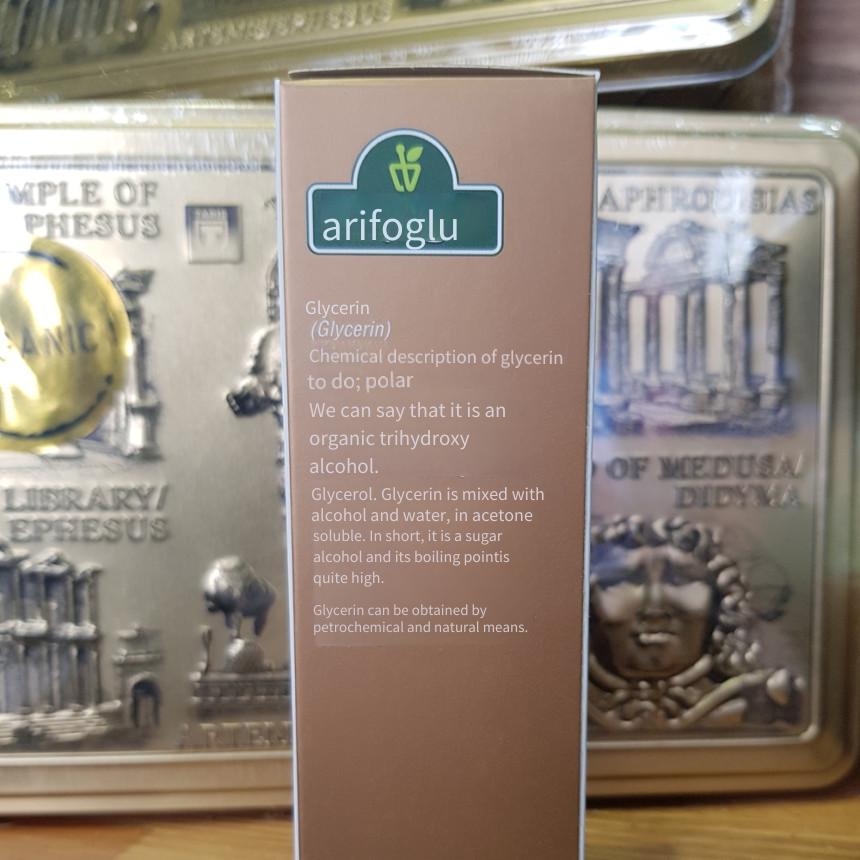 ARTEMIS/EPHESUS
MPLE OF
PHESUS
APHRODISIAS
ANIC
LIBRARY/
EPHESUS
OF MEDUSA/
DIDYMA
arifoglu
Glycerin
(Glycerin)
Chemical description of glycerin
to do; polar
We can say that it is an
organic trihydroxy
alcohol.
Glycerol. Glycerin is mixed with
alcohol and water, in acetone
soluble. In short, it is a sugar
alcohol and its boiling pointis
quite high.
Glycerin can be obtained by
petrochemical and natural means.